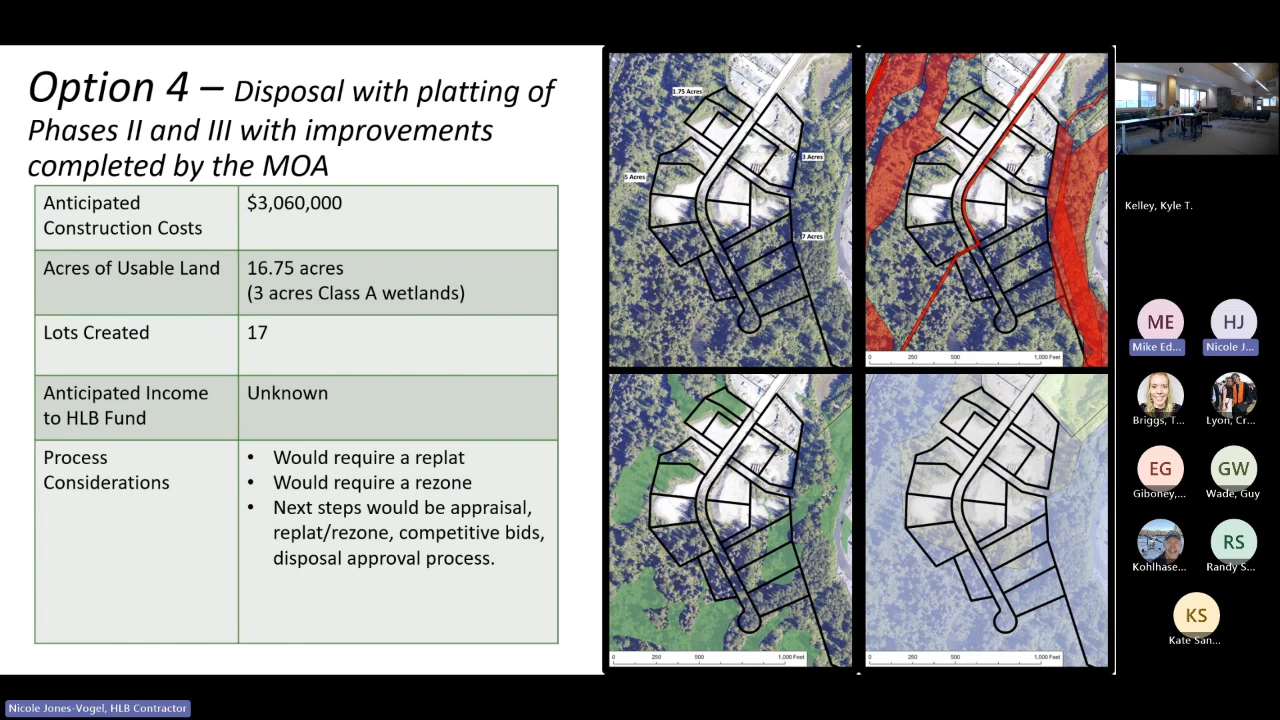 Option 4 – Disposal with platting of
Phases II and III with improvements
completed by the MOA
Anticipated
Construction Costs
$3,060,000
Acres of Usable Land
16.75 acres
(3 acres Class A wetlands)
Lots Created
17
Anticipated Income
to HLB Fund
Unknown
Process
Considerations
• Would require a replat
• Would require a rezone
• Next steps would be appraisal,
replat/rezone, competitive bids,
disposal approval process.
1.75 Acres
3 Acres
5 Acres
7 Acres
0 250 500 1,000 Feet
0 250 500 1,000 Feet
0 250 500 1,000 Feet
0 250 500 1,000 Feet
Kelley, Kyle T.
ME
Mike Ed...
HJ
Nicole J...
Briggs, T...
Lyon, Cr...
EG
Giboney,...
GW
Wade, Guy
Kohlhase...
RS
Randy S...
KS
Kate San...
Nicole Jones-Vogel, HLB Contractor